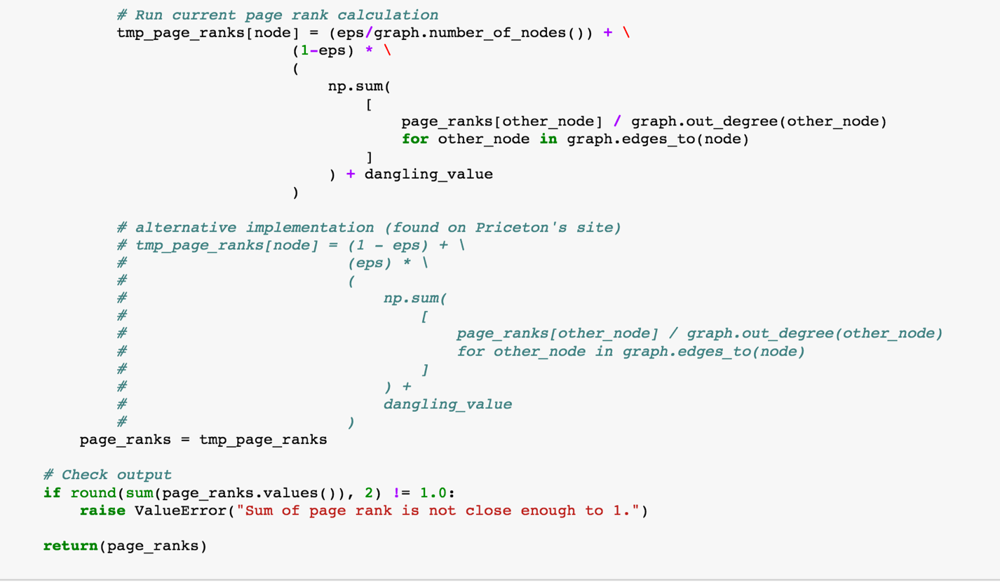 # Run current page rank calculation
tmp_page_ranks[node] = (eps/graph.number_of_nodes()) + \
(1-eps) * \
(
np.sum(
[
page_ranks[other_node] / graph.out_degree(other_node)
for other_node in graph.edges_to(node)
]
) + dangling_value
)
# alternative implementation (found on Priceton's site)
# tmp_page_ranks[node] = (1 - eps) + \
# (eps) * \
# (
# np.sum(
# [
# page_ranks[other_node] / graph.out_degree(other_node)
# for other_node in graph.edges_to(node)
# ]
# ) +
# dangling_value
# )
page_ranks = tmp_page_ranks
# Check output
if round(sum(page_ranks.values()), 2) != 1.0:
raise ValueError("Sum of page rank is not close enough to 1.")
return(page_ranks)